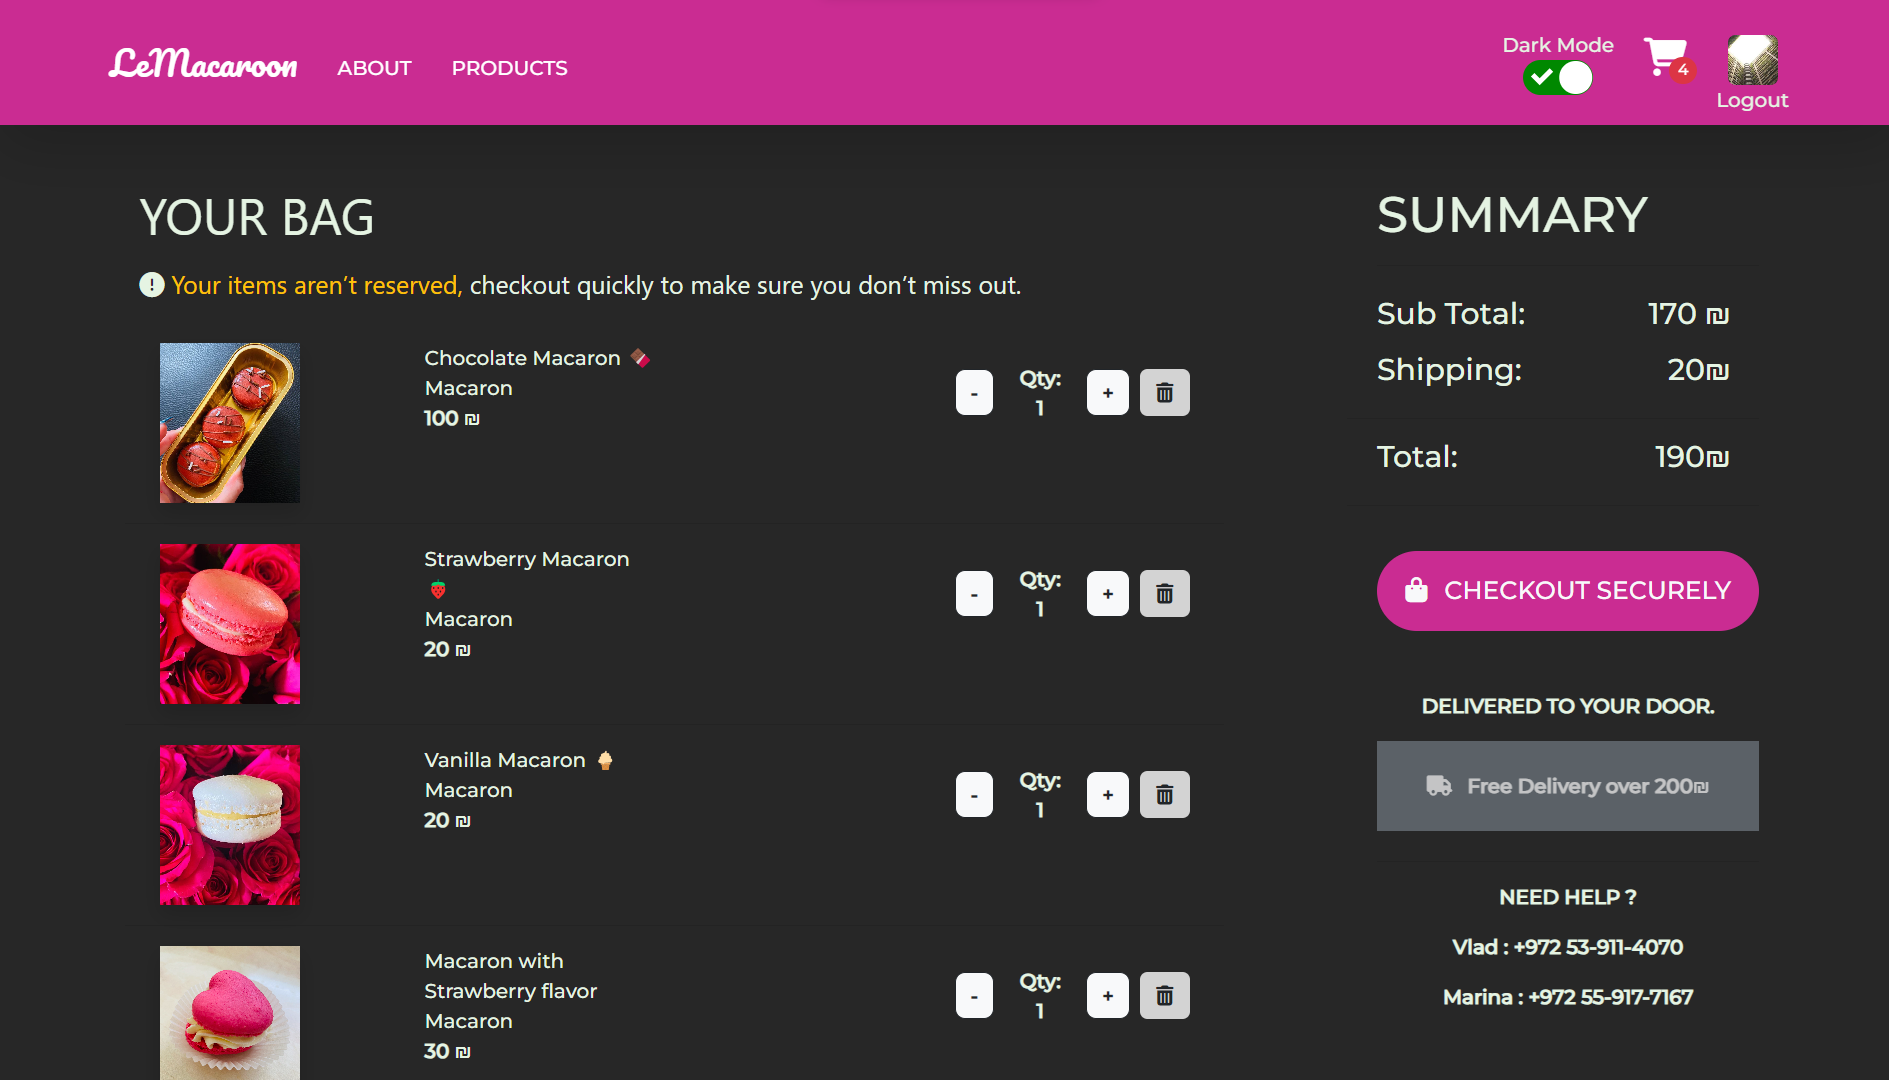 LeMacaroon
ABOUT
PRODUCTS
Dark Mode
4
Logout
YOUR BAG
Your items aren’t reserved, checkout quickly to make sure you don’t miss out.
Chocolate Macaron 🍫
Macaron
100 ₪
-
Qty:
1
+
Strawberry Macaron
🍓
Macaron
20 ₪
-
Qty:
1
+
Vanilla Macaron 🍦
Macaron
20 ₪
-
Qty:
1
+
Macaron with
Strawberry flavor
Macaron
30 ₪
-
Qty:
1
+
SUMMARY
Sub Total: 170 ₪
Shipping: 20₪
Total: 190₪
CHECKOUT SECURELY
DELIVERED TO YOUR DOOR.
Free Delivery over 200₪
NEED HELP ?
Vlad : +972 53-911-4070
Marina : +972 55-917-7167